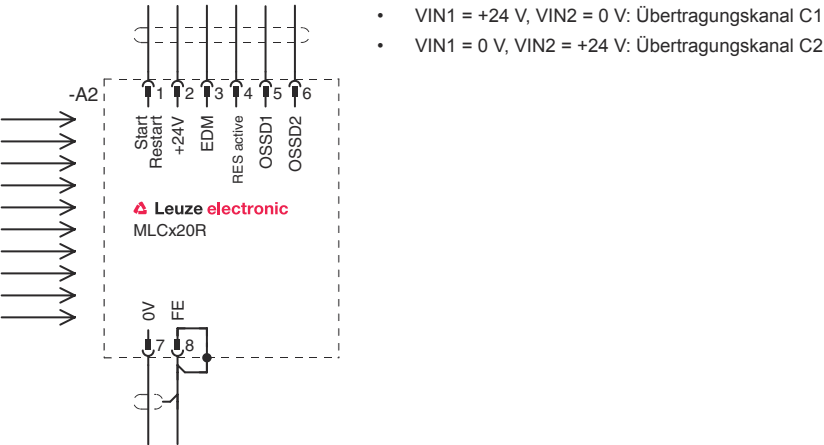 • VIN1 = +24 V, VIN2 = 0 V: Übertragungskanal C1
• VIN1 = 0 V, VIN2 = +24 V: Übertragungskanal C2
-A2
1 2 3 4 5 6
Start
Restart
+24V
EDM
RES active
OSSD1
OSSD2
Leuze electronic
MLCx20R
0V
FE
7 8